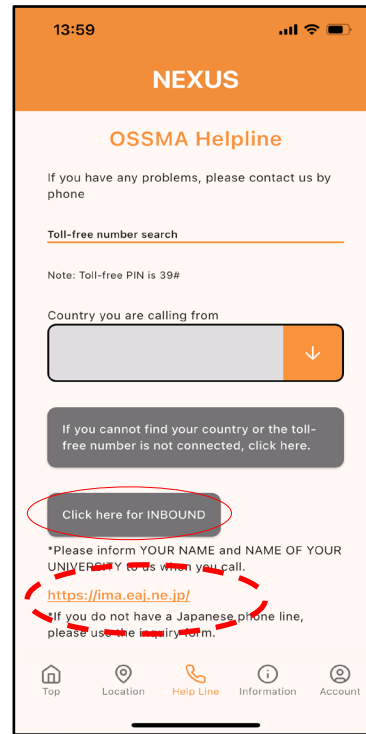 13:59
NEXUS
OSSMA Helpline
If you have any problems, please contact us by
phone
Toll-free number search
Note: Toll-free PIN is 39#
Country you are calling from
If you cannot find your country or the toll-
free number is not connected, click here.
Click here for INBOUND
*Please inform YOUR NAME and NAME OF YOUR
UNIVERSITY to us when you call.
https://ima.eaj.ne.jp/
*If you do not have a Japanese phone line,
please use the inquiry form.
Top Location Help Line Information Account